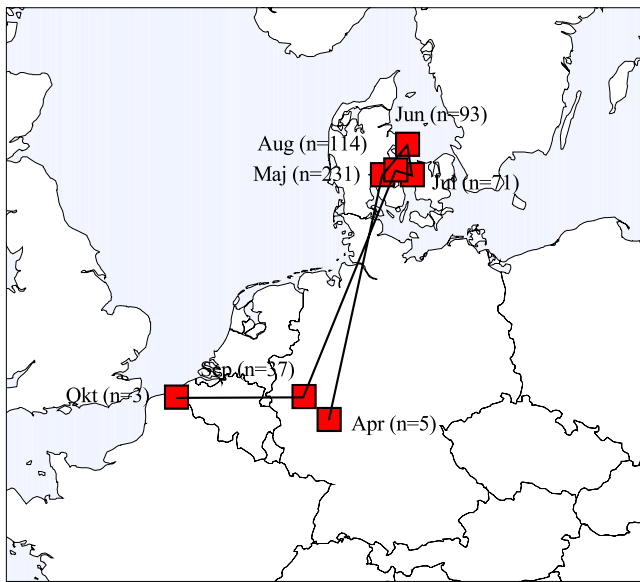 Jun (n=93)
Aug (n=114)
Maj (n=231)
Jul (n=71)
Sep (n=37)
Okt (n=3)
Apr (n=5)